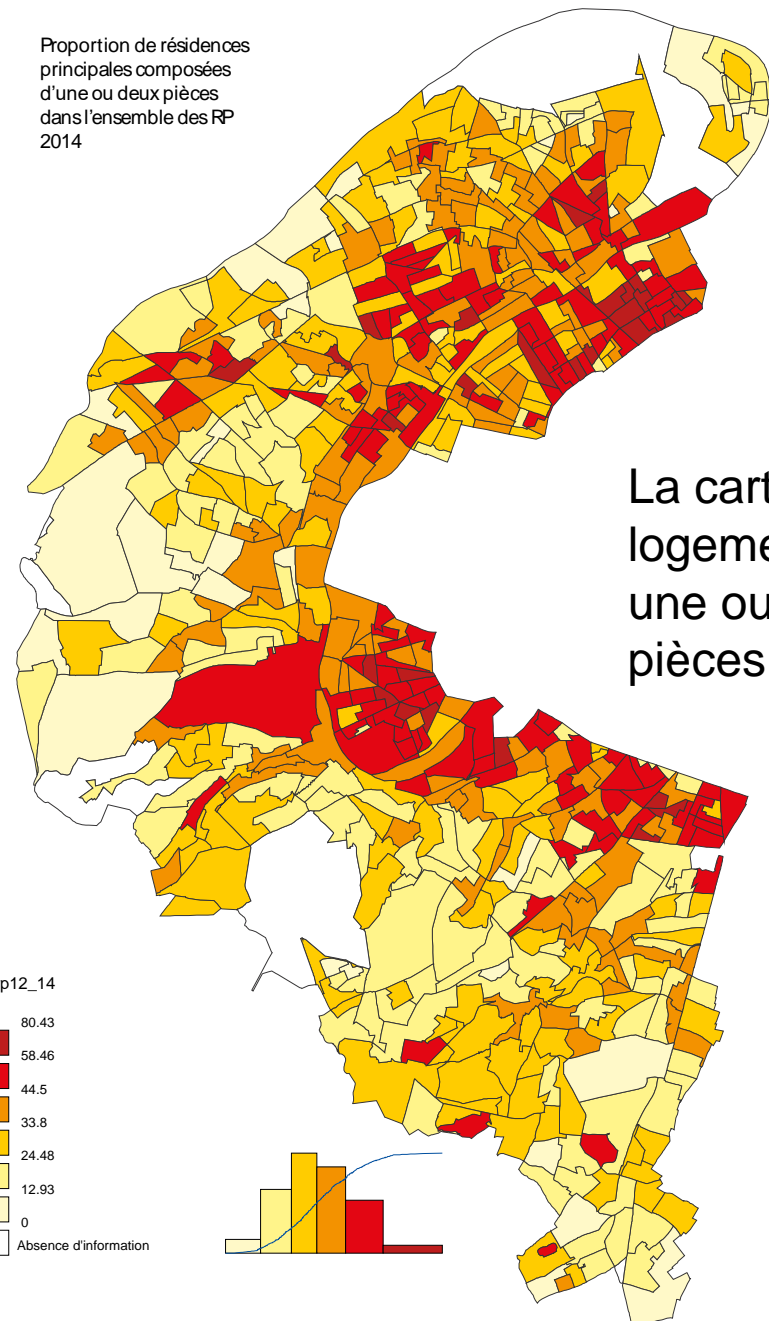 Proportion de résidences
principales composées
d'une ou deux pièces
dans l'ensemble des RP
2014
La cart
logeme
une ou
pièces
p12_14
80.43
58.46
44.5
33.8
24.48
12.93
0
Absence d'information